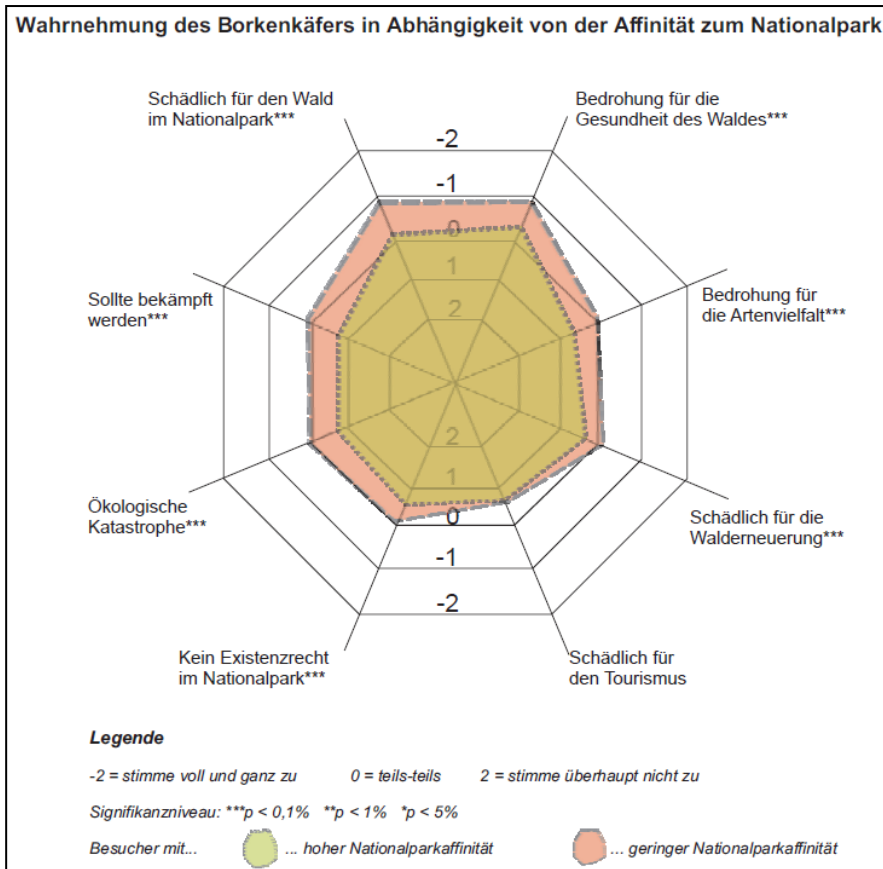 Wahrnehmung des Borkenkäfers in Abhängigkeit von der Affinität zum Nationalpark
Schädlich für den Wald
im Nationalpark***
Bedrohung für die
Gesundheit des Waldes***
-2
-1
0
1
2
Sollte bekämpft
werden***
Bedrohung für
die Artenvielfalt***
2
1
0
-1
-2
Ökologische
Katastrophe***
Schädlich für die
Walderneuerung***
Kein Existenzrecht
im Nationalpark***
Schädlich für
den Tourismus
Legende
-2 = stimme voll und ganz zu 0 = teils-teils 2 = stimme überhaupt nicht zu
Signifikanzniveau: ***p < 0,1% **p < 1% *p < 5%
Besucher mit... ... hoher Nationalparkaffinität ... geringer Nationalparkaffinität